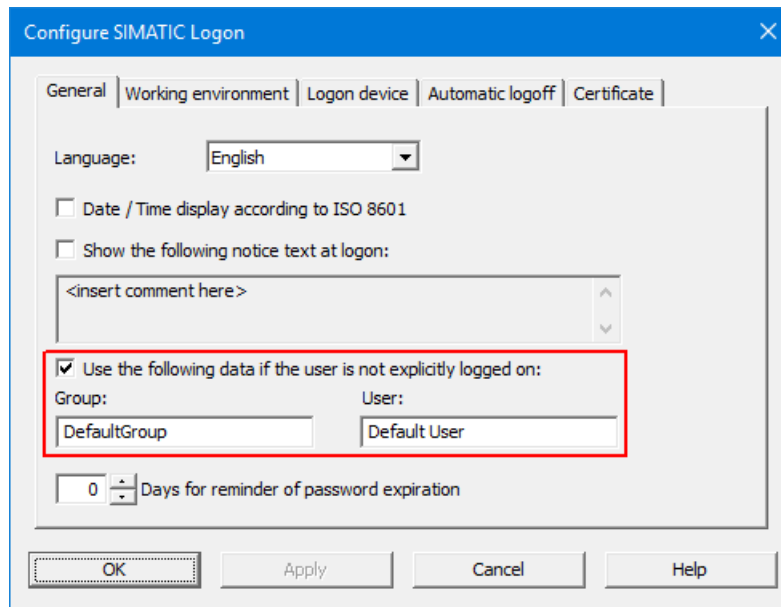 Configure SIMATIC Logon
General Working environment Logon device Automatic logoff Certificate
Language: English
Date / Time display according to ISO 8601
Show the following notice text at logon:
<insert comment here>
Use the following data if the user is not explicitly logged on:
Group: User:
DefaultGroup Default User
0 Days for reminder of password expiration
OK Apply Cancel Help